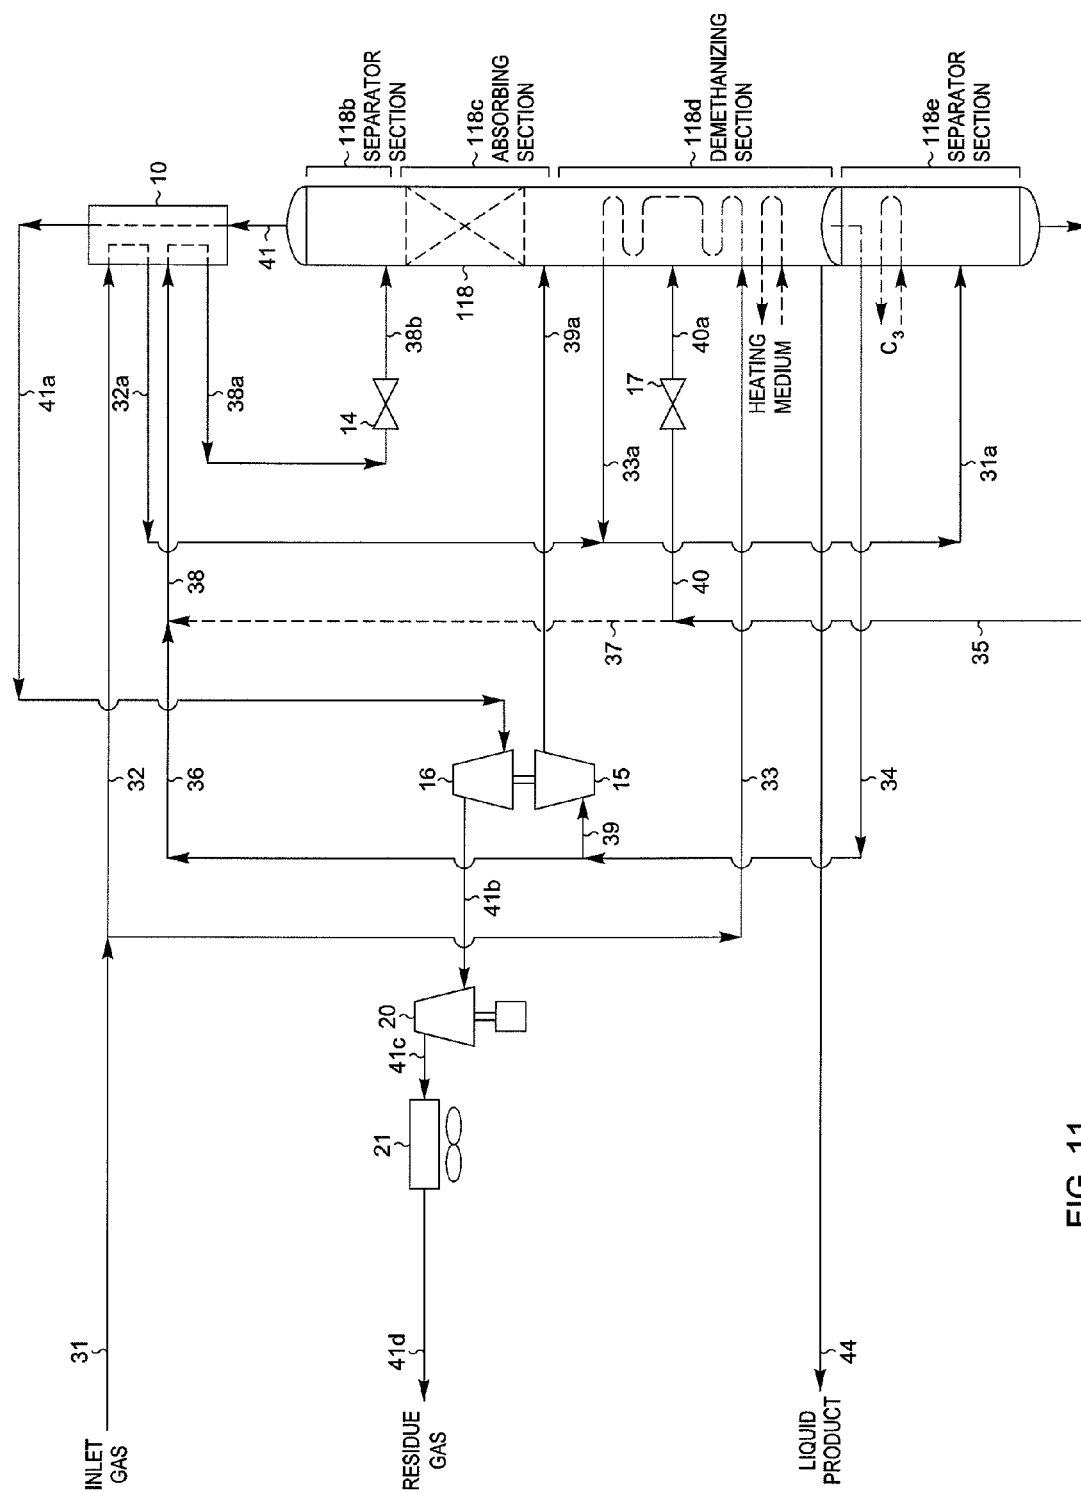 41a
INLET
GAS
31
32
32a
10
36
38
38a
41
14
118b
SEPARATOR
SECTION
RESIDUE
GAS
41d
21
41c
20
16
38b
118
118c
ABSORBING
SECTION
41b
39a
39
15
37
33a
17
118d
DEMETHANIZING
SECTION
40
40a
33
HEATING
MEDIUM
LIQUID
PRODUCT
44
34
C3
118e
SEPARATOR
SECTION
35
31a
FIG. 11